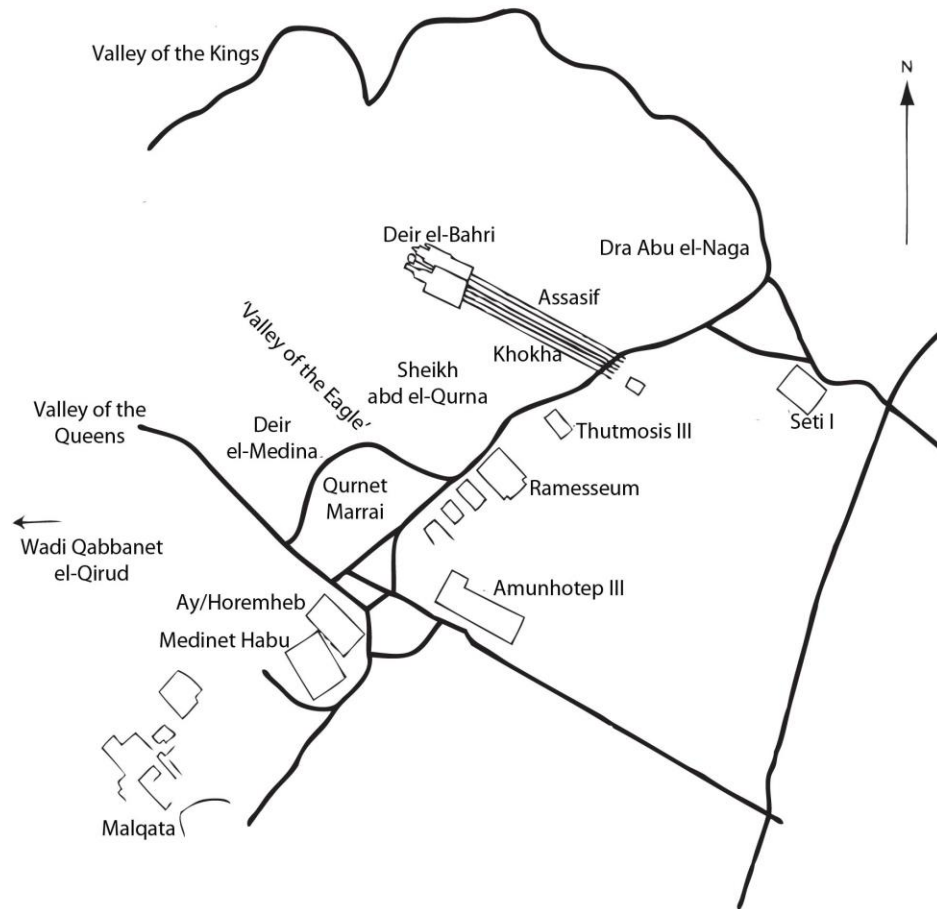 Valley of the Kings
N
Deir el-Bahri
Dra Abu el-Naga
Assasif
Khokha
'Valley of the Eagle'
Sheikh
abd el-Qurna
Valley of the
Queens
Deir
el-Medina
Thutmosis III
Seti I
Qurnet
Marrai
Ramesseum
Wadi Qabbanet
el-Qirud
Amunhotep III
Ay/Horemheb
Medinet Habu
Malqata